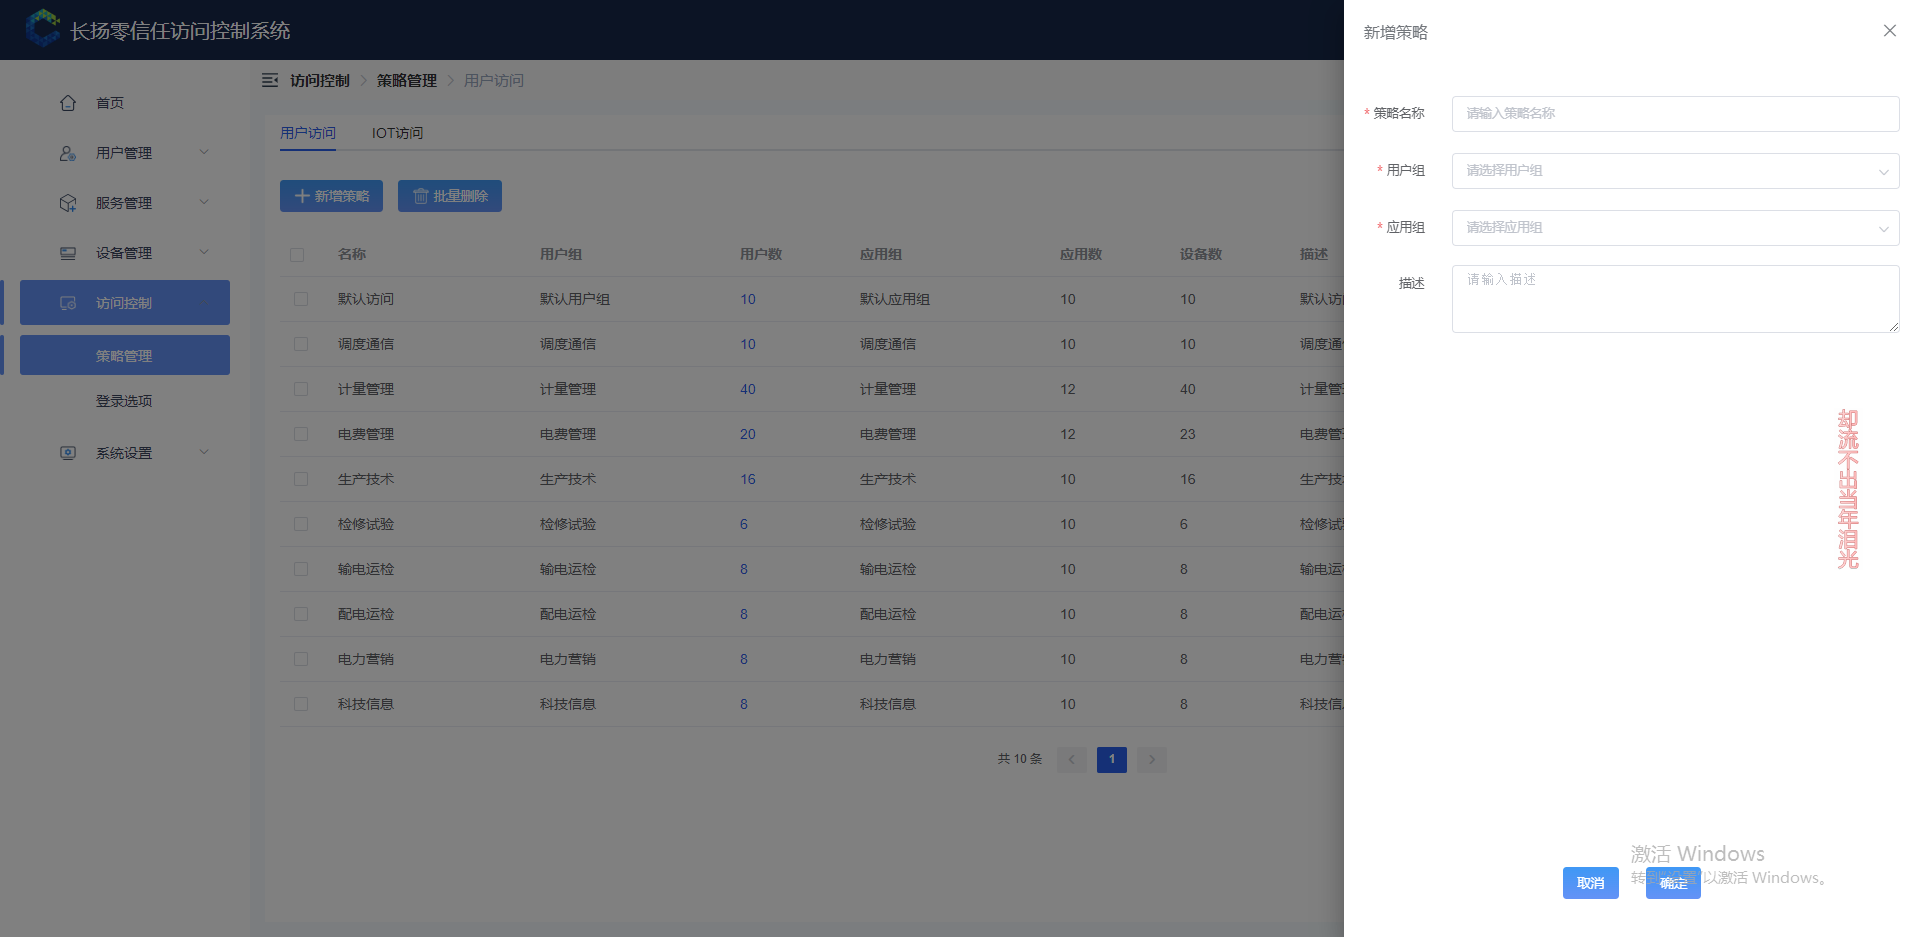 长扬零信任访问控制系统
首页
用户管理
服务管理
设备管理
访问控制
策略管理
登录选项
系统设置
访问控制 > 策略管理 > 用户访问
用户访问 IOT访问
新增策略 批量删除
名称 用户组 用户数 应用组 应用数 设备数 描述
默认访问 默认用户组 10 默认应用组 10 10 默认访
调度通信 调度通信 10 调度通信 10 10 调度通
计量管理 计量管理 40 计量管理 12 40 计量管
电费管理 电费管理 20 电费管理 12 23 电费管
生产技术 生产技术 16 生产技术 10 16 生产技
检修试验 检修试验 6 检修试验 10 6 检修试
输电运检 输电运检 8 输电运检 10 8 输电运
配电运检 配电运检 8 配电运检 10 8 配电运
电力营销 电力营销 8 电力营销 10 8 电力营
科技信息 科技信息 8 科技信息 10 8 科技信
共 10 条 < 1 >
新增策略
* 策略名称 请输入策略名称
* 用户组 请选择用户组
* 应用组 请选择应用组
描述 请输入描述
却流不出当年泪光
激活 Windows
转到"设置"以激活 Windows。
取消 确定